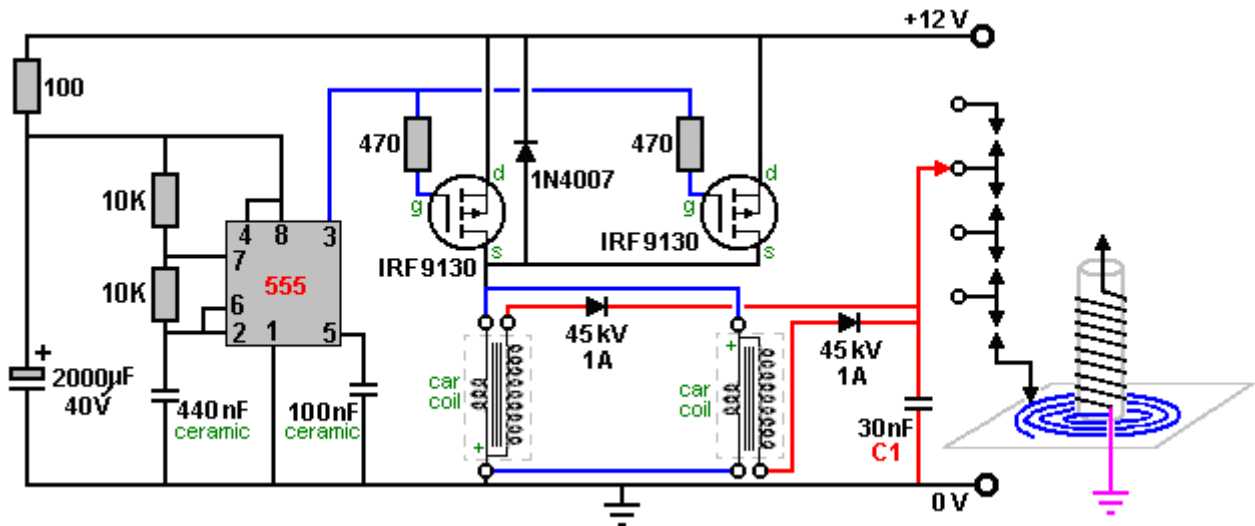 +12 V
100
470
470
d
d
1N4007
10K
g
g
4 8 3
7
s
s
IRF9130
IRF9130
10K
555
6
2 1 5
45 kV
1A
45 kV
1A
+
2000µF
40V
car
coil
+
car
coil
+
440 nF
ceramic
100nF
ceramic
30nF
C1
0 V